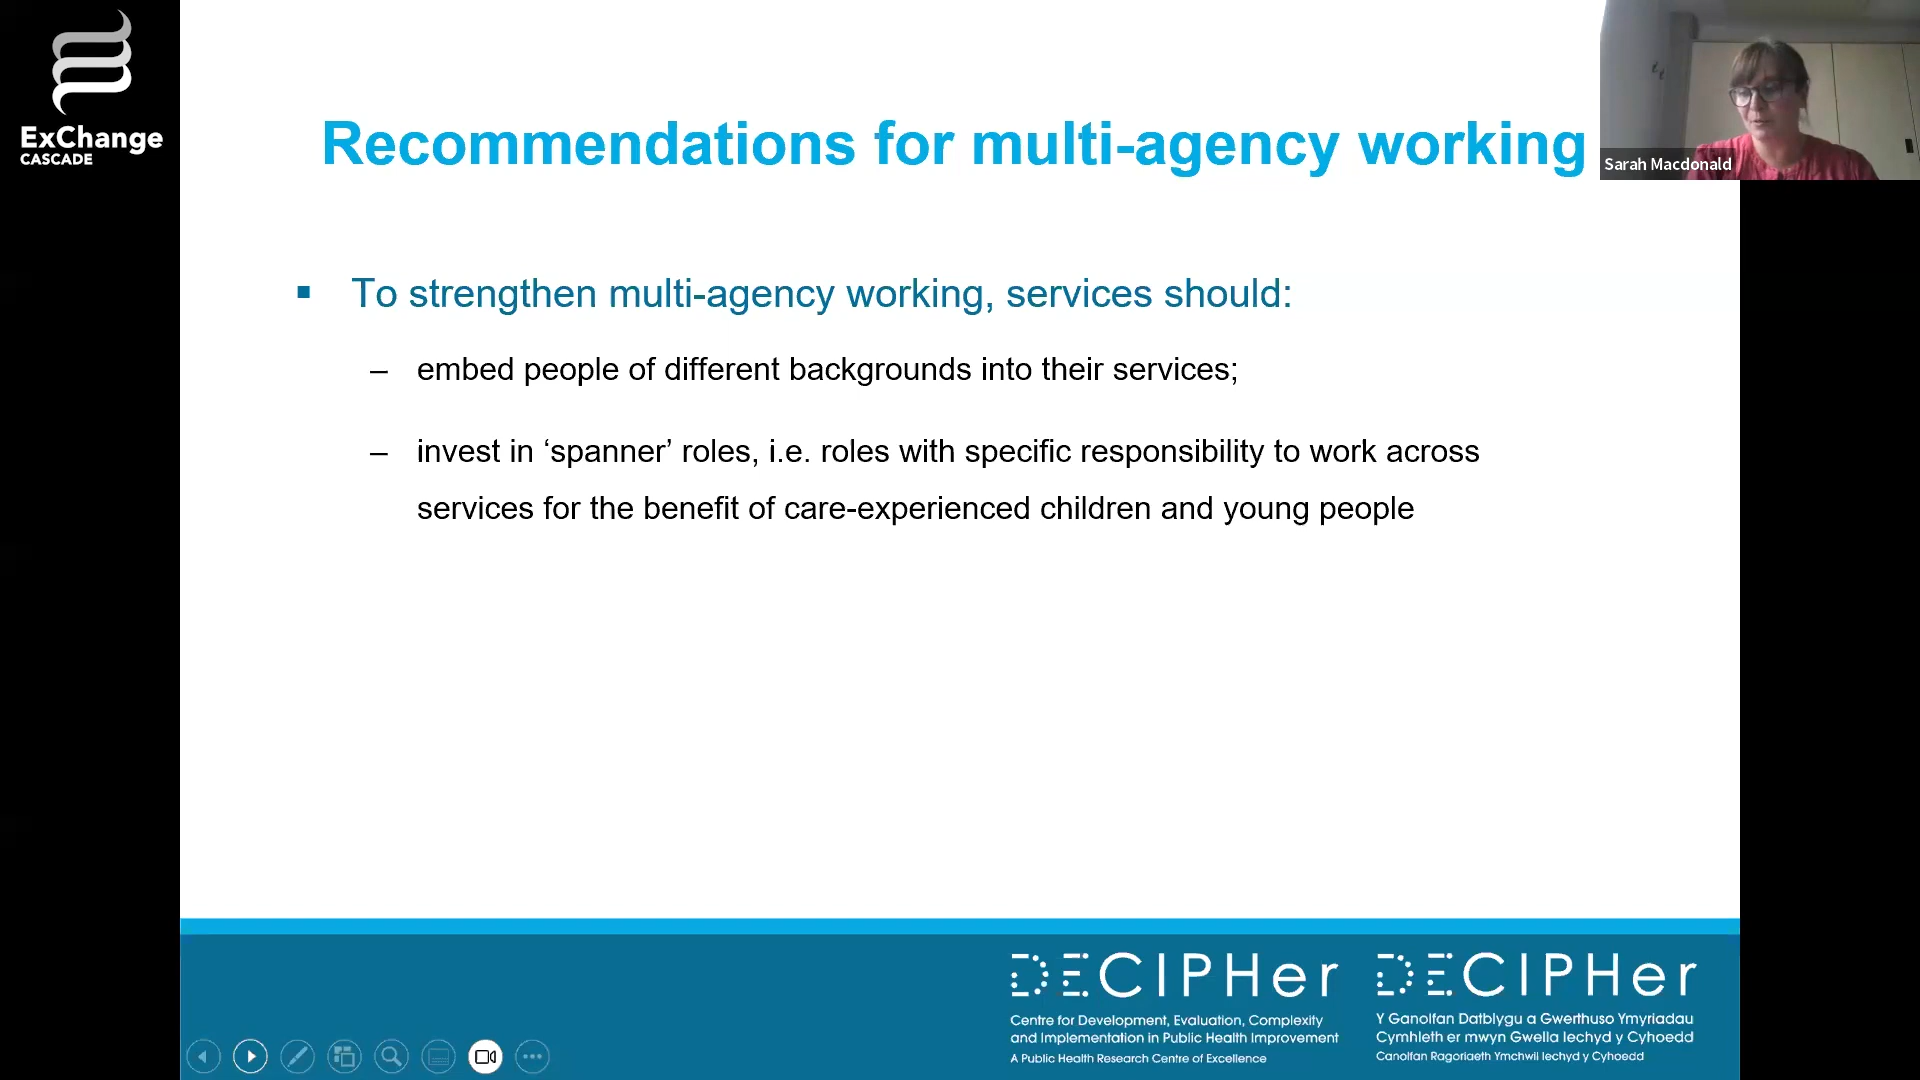 ExChange
CASCADE
Recommendations for multi-agency working
Sarah Macdonald
▪ To strengthen multi-agency working, services should:
– embed people of different backgrounds into their services;
– invest in ‘spanner’ roles, i.e. roles with specific responsibility to work across
services for the benefit of care-experienced children and young people
DECIPHer
Centre for Development, Evaluation, Complexity
and Implementation in Public Health Improvement
A Public Health Research Centre of Excellence
DECIPHer
Y Ganolfan Datblygu a Gwerthuso Ymyriadau
Cymhleth er mwyn Gwella Iechyd y Cyhoedd
Canolfan Ragoriaeth Ymchwil Iechyd y Cyhoedd